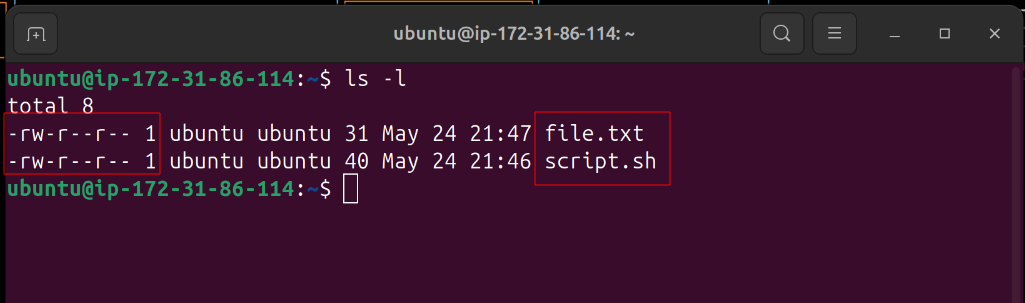 ubuntu@ip-172-31-86-114: ~
ubuntu@ip-172-31-86-114:~$ ls -l
total 8
-rw-r--r-- 1 ubuntu ubuntu 31 May 24 21:47 file.txt
-rw-r--r-- 1 ubuntu ubuntu 40 May 24 21:46 script.sh
ubuntu@ip-172-31-86-114:~$